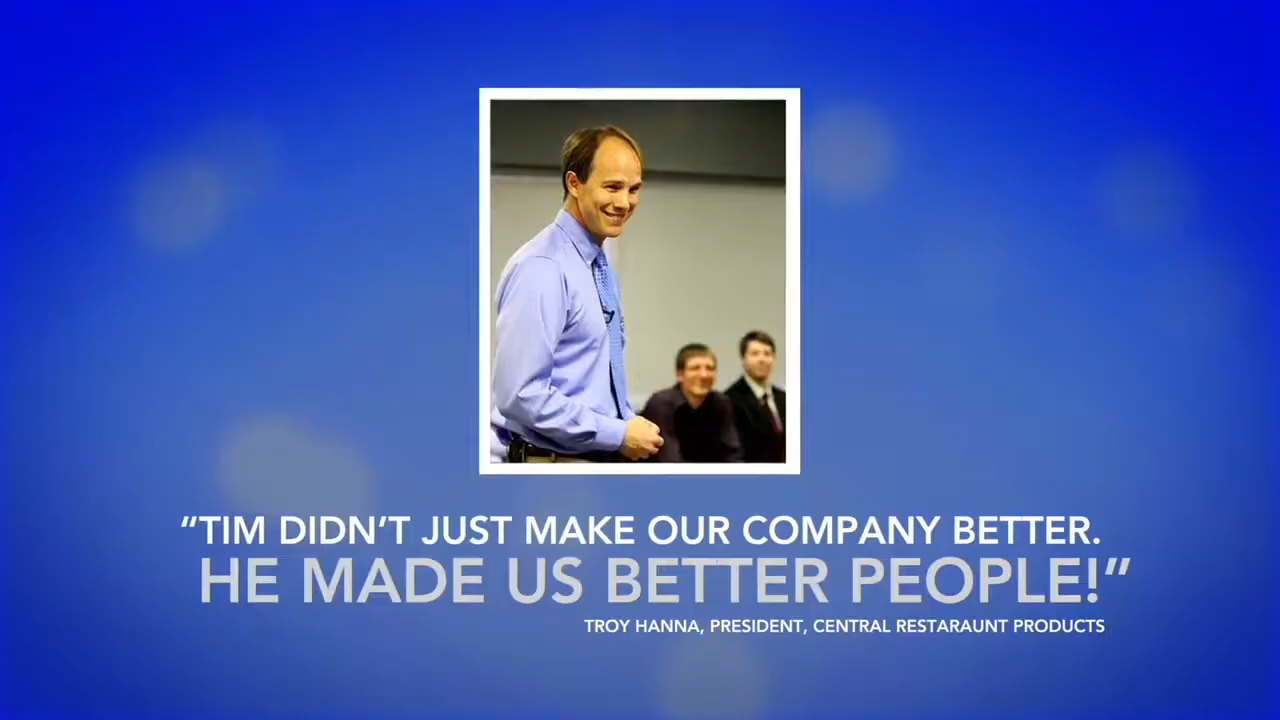 “TIM DIDN’T JUST MAKE OUR COMPANY BETTER.
HE MADE US BETTER PEOPLE!”
TROY HANNA, PRESIDENT, CENTRAL RESTARAUNT PRODUCTS